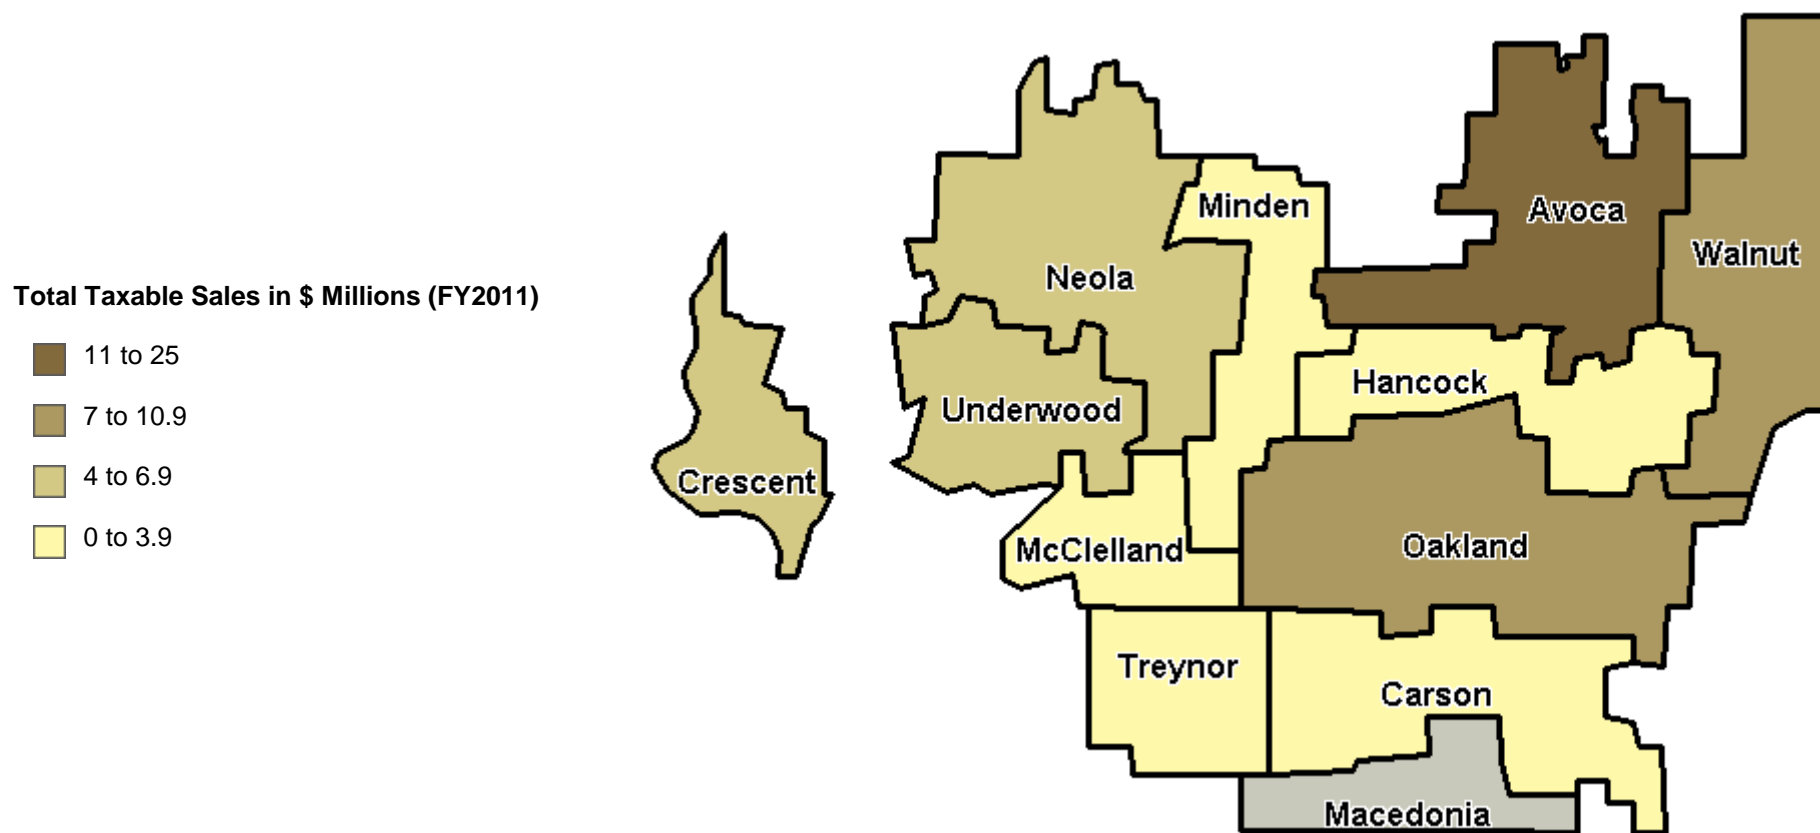 Total Taxable Sales in $ Millions (FY2011)
11 to 25
7 to 10.9
4 to 6.9
0 to 3.9
Minden
Avoca
Walnut
Neola
Hancock
Underwood
Crescent
McClelland
Oakland
Treynor
Carson
Macedonia